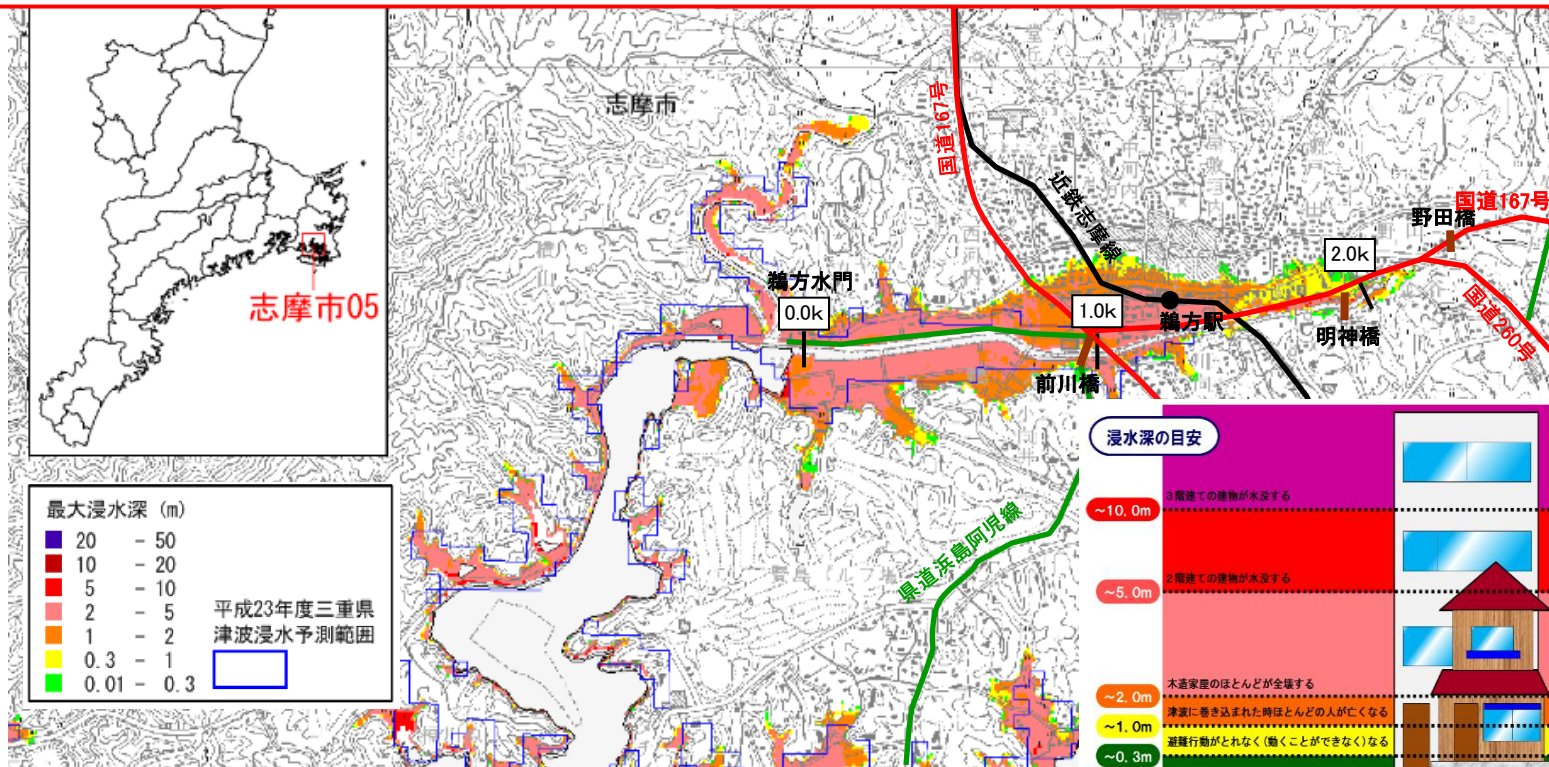 志摩市05
最大浸水深 (m)
20 - 50
10 - 20
5 - 10
2 - 5
1 - 2
0.3 - 1
0.01 - 0.3
平成23年度三重県
津波浸水予測範囲
志摩市
国道167号
近鉄志摩線
国道167号
野田橋
2.0k
鵜方水門
0.0k
1.0k
鵜方駅
明神橋
国道260号
前川橋
県道浜島阿児線
浸水深の目安
3階建ての建物が水没する
~10.0m
2階建ての建物が水没する
~5.0m
木造家屋のほとんどが全壊する
~2.0m
津波に巻き込まれた時ほとんどの人が亡くなる
~1.0m
避難行動がとれなく(動くことができなく)なる
~0.3m